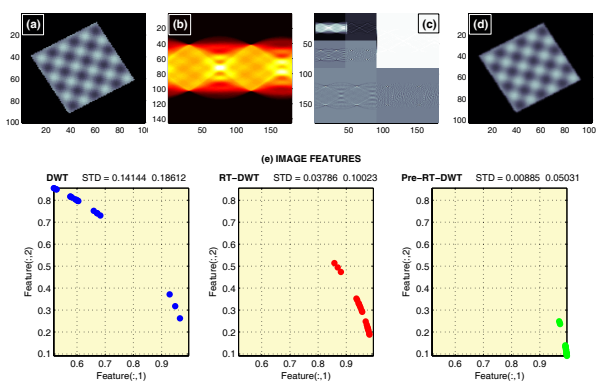 (a)
(b)
(c)
(d)
20
40
60
80
100
20 40 60 80 100
20
40
60
80
100
120
140
50 100 150
50
100
150
50 100 150
20
40
60
80
100
20 40 60 80 100
(e) IMAGE FEATURES
DWT STD = 0.14144 0.18612
RT−DWT STD = 0.03786 0.10023
Pre−RT−DWT STD = 0.00885 0.05031
Feature(:,2)
0.8
0.7
0.6
0.5
0.4
0.3
0.2
0.1
0.6 0.7 0.8 0.9
Feature(:,1)
Feature(:,2)
0.8
0.7
0.6
0.5
0.4
0.3
0.2
0.1
0.6 0.7 0.8 0.9
Feature(:,1)
Feature(:,2)
0.8
0.7
0.6
0.5
0.4
0.3
0.2
0.1
0.6 0.7 0.8 0.9
Feature(:,1)